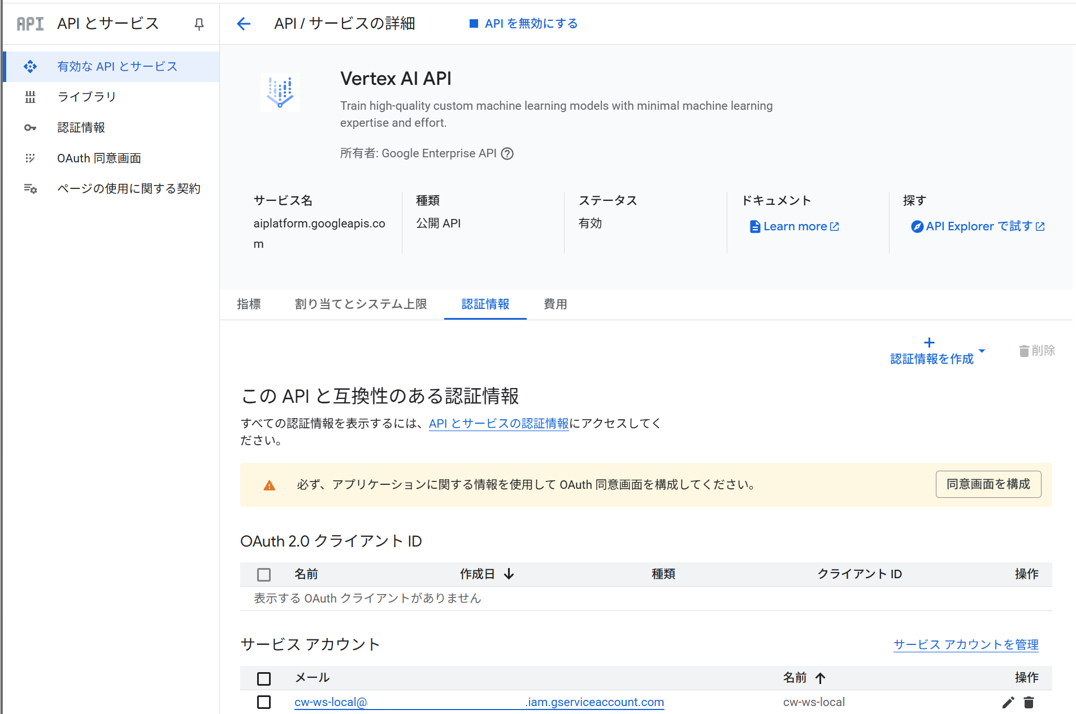 API API とサービス
API / サービスの詳細
API を無効にする
有効な API とサービス
ライブラリ
認証情報
OAuth 同意画面
ページの使用に関する契約
Vertex AI API
Train high-quality custom machine learning models with minimal machine learning
expertise and effort.
所有者: Google Enterprise API
サービス名
aiplatform.googleapis.co
m
種類
公開 API
ステータス
有効
ドキュメント
Learn more
探す
API Explorer で試す
指標 割り当てとシステム上限 認証情報 費用
認証情報を作成
削除
この API と互換性のある認証情報
すべての認証情報を表示するには、API とサービスの認証情報にアクセスしてく
ださい。
必ず、アプリケーションに関する情報を使用して OAuth 同意画面を構成してください。
同意画面を構成
OAuth 2.0 クライアント ID
名前 作成日 種類 クライアント ID 操作
表示する OAuth クライアントがありません
サービス アカウント
サービス アカウントを管理
メール 名前 操作
cw-ws-local@ .iam.gserviceaccount.com cw-ws-local